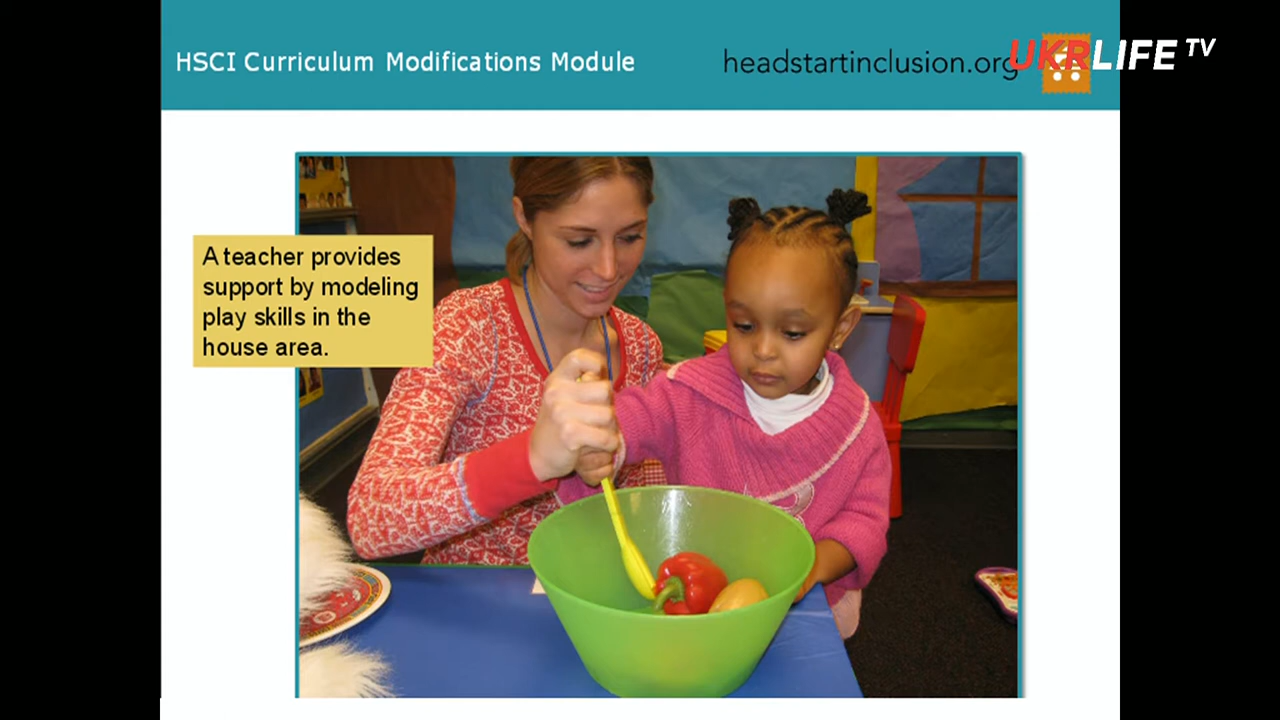 HSCI Curriculum Modifications Module
headstartinclusion.org
UKRLIFE TV
A teacher provides
support by modeling
play skills in the
house area.